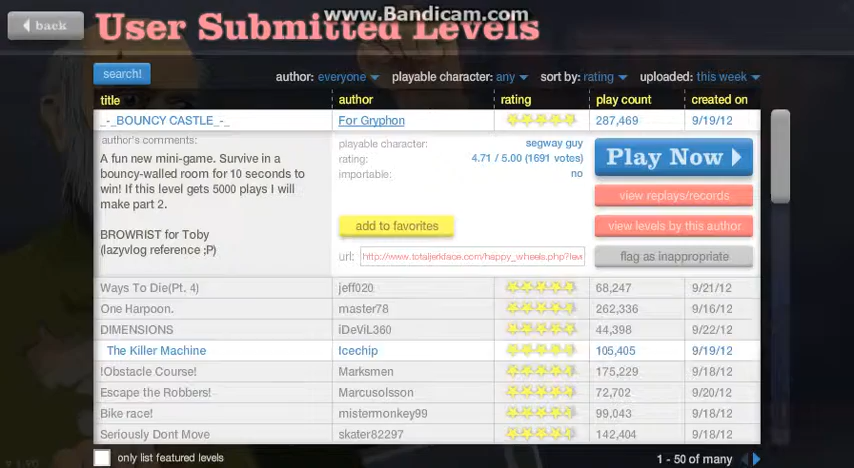 www.Bandicam.com
back
User Submitted Levels
search!
author: everyone playable character: any sort by: rating uploaded: this week
title author rating play count created on
_-_BOUNCY CASTLE_-_ For Gryphon 287,469 9/19/12
author's comments:
A fun new mini-game. Survive in a
bouncy-walled room for 10 seconds to
win! If this level gets 5000 plays I will
make part 2.
BROWRIST for Toby
(lazyvlog reference ;P)
playable character: segway guy
rating: 4.71 / 5.00 (1691 votes)
importable: no
add to favorites
url: http://www.totaljerkface.com/happy_wheels.php?leve
Play Now
view replays/records
view levels by this author
flag as inappropriate
Ways To Die(Pt. 4) jeff020 68,247 9/21/12
One Harpoon. master78 262,336 9/16/12
DIMENSIONS iDeViL360 44,398 9/22/12
The Killer Machine Icechip 105,405 9/19/12
!Obstacle Course! Marksmen 175,229 9/18/12
Escape the Robbers! Marcusolsson 72,702 9/20/12
Bike race! mistermonkey99 99,043 9/18/12
Seriously Dont Move skater82297 142,404 9/18/12
only list featured levels
1 - 50 of many